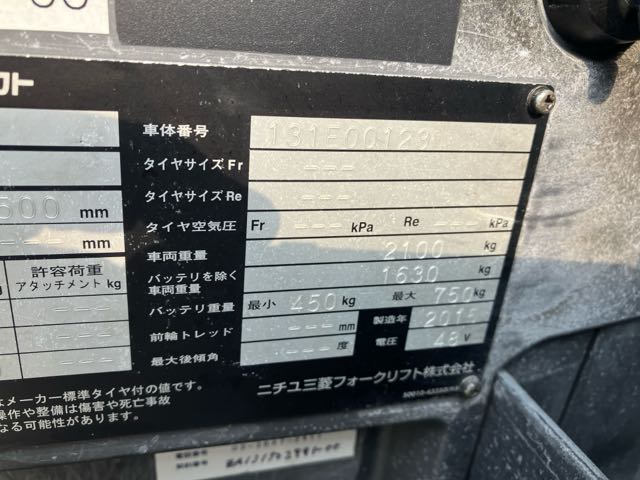 フト
車体番号 131E00129
タイヤサイズ Fr ---
タイヤサイズ Re ---
500 mm タイヤ空気圧 Fr --- kPa Re --- kPa
--- mm 車両重量 2100 kg
許容荷重 バッテリを除く 1630 kg
アタッチメント kg 車両重量
バッテリ重量 最小 450 kg 最大 750 kg
--- 前輪トレッド --- mm 製造年 2015
--- 最大後傾角 --- 度 電圧 48 V
なメーカー標準タイヤ付の値です。 ニチユ三菱フォークリフト株式会社
操作や整備は傷害や死亡事故
なる可能性があります。